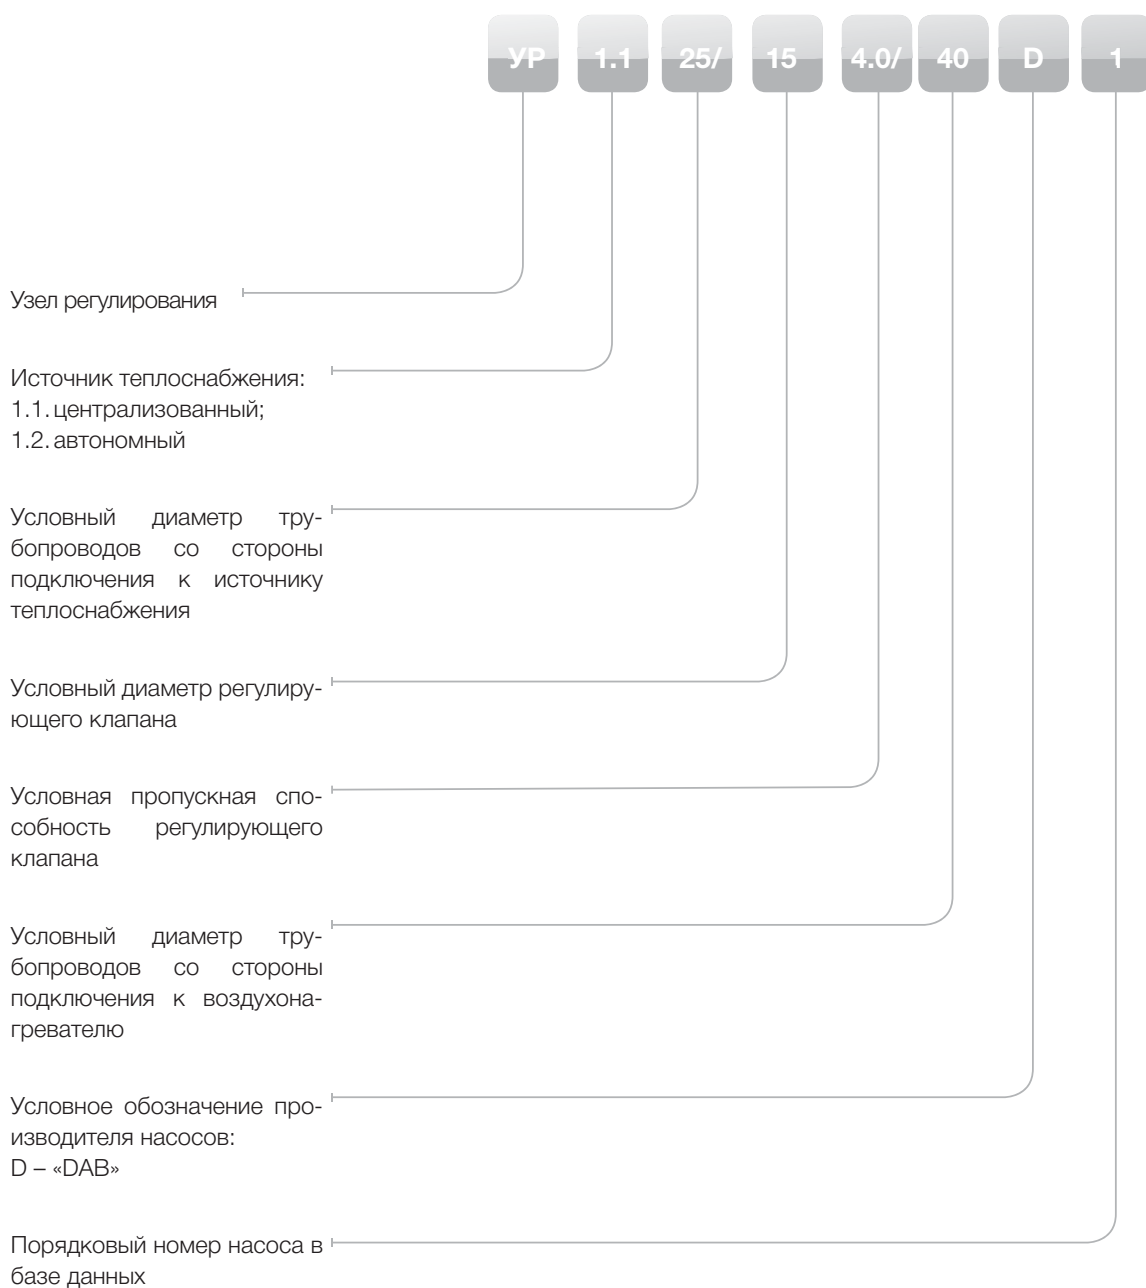 УР 1.1 25/ 15 4.0/ 40 D 1
Узел регулирования
Источник теплоснабжения:
1.1. централизованный;
1.2. автономный
Условный диаметр тру-
бопроводов со стороны
подключения к источнику
теплоснабжения
Условный диаметр регулиру-
ющего клапана
Условная пропускная спо-
собность регулирующего
клапана
Условный диаметр тру-
бопроводов со стороны
подключения к воздухона-
гревателю
Условное обозначение про-
изводителя насосов:
D – «DAB»
Порядковый номер насоса в
базе данных